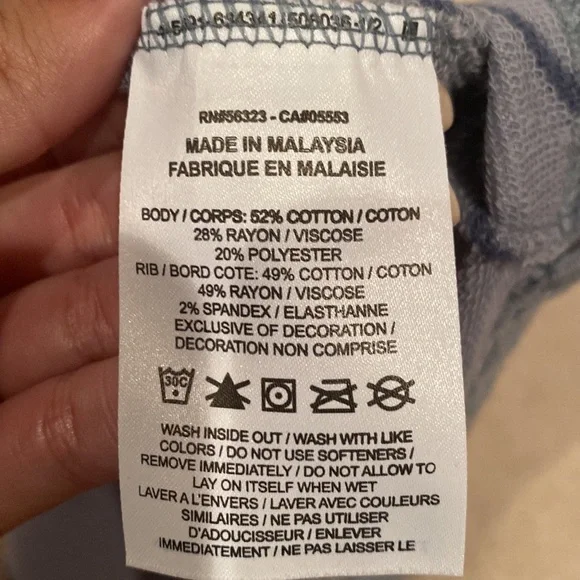 RN#56323 - CA#05553
MADE IN MALAYSIA
FABRIQUE EN MALAISIE
BODY / CORPS: 52% COTTON / COTON
28% RAYON / VISCOSE
20% POLYESTER
RIB / BORD COTE: 49% COTTON / COTON
49% RAYON / VISCOSE
2% SPANDEX / ELASTHANNE
EXCLUSIVE OF DECORATION /
DECORATION NON COMPRISE
30C
WASH INSIDE OUT / WASH WITH LIKE
COLORS / DO NOT USE SOFTENERS /
REMOVE IMMEDIATELY / DO NOT ALLOW TO
LAY ON ITSELF WHEN WET
LAVER A L'ENVERS / LAVER AVEC COULEURS
SIMILAIRES / NE PAS UTILISER
D'ADOUCISSEUR / ENLEVER
IMMEDIATEMENT / NE PAS LAISSER LE